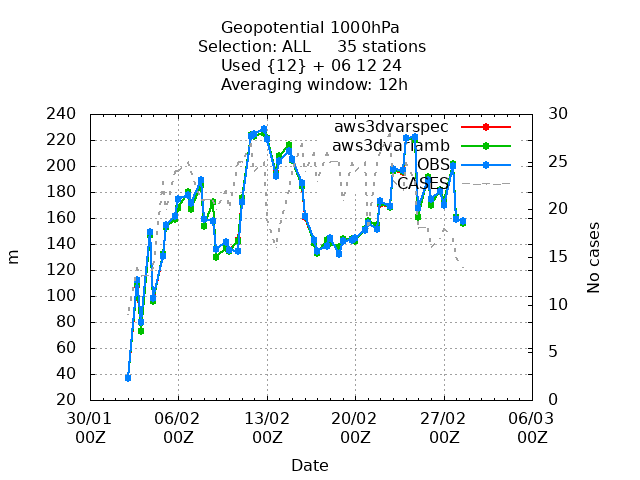 Geopotential 1000hPa
Selection: ALL 35 stations
Used {12} + 06 12 24
Averaging window: 12h
240
220
200
180
160
140
120
100
80
60
40
20
m
30
25
20
15
10
5
0
No cases
aws3dvarspec
aws3dvarlamb
OBS
CASES
30/01 06/02 13/02 20/02 27/02 06/03
00Z 00Z 00Z 00Z 00Z 00Z
Date